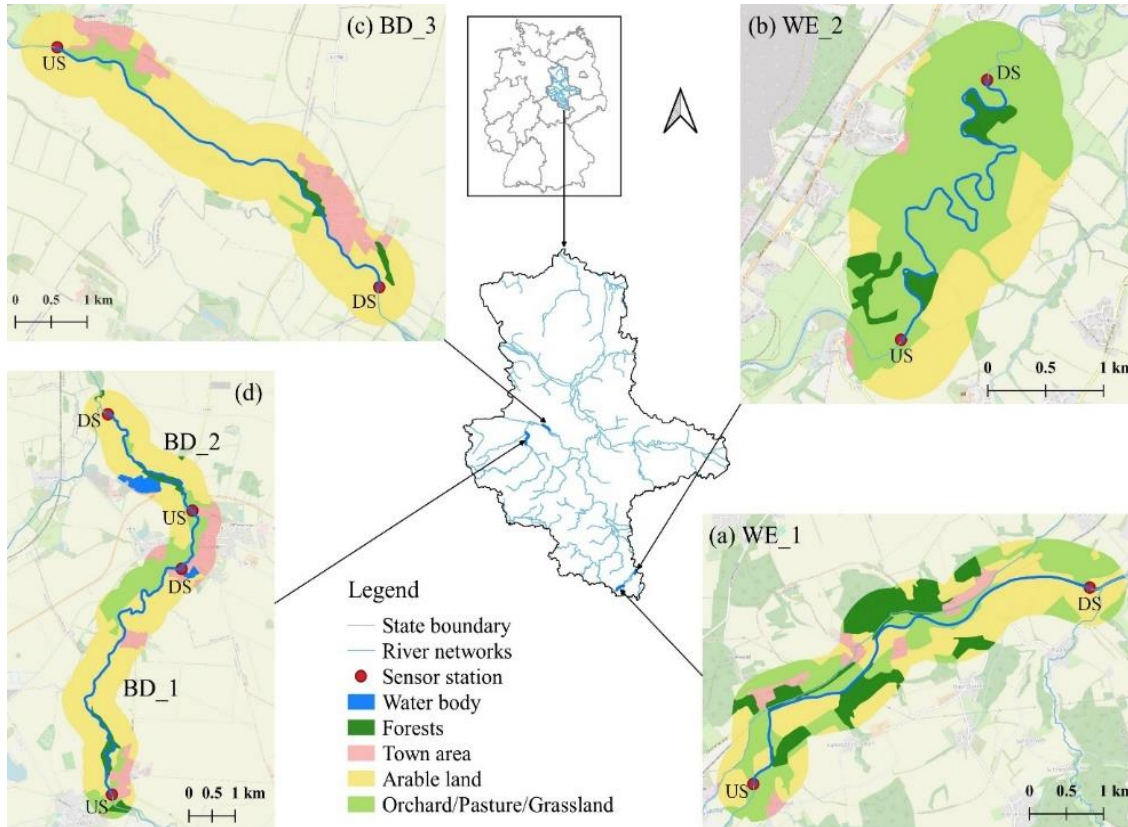 (c) BD_3
US
DS
0 0.5 1 km
(b) WE_2
DS
US
0 0.5 1 km
(d)
DS
BD_2
US
DS
BD_1
US
0 0.5 1 km
Legend
State boundary
River networks
Sensor station
Water body
Forests
Town area
Arable land
Orchard/Pasture/Grassland
(a) WE_1
DS
US
0 0.5 1 km